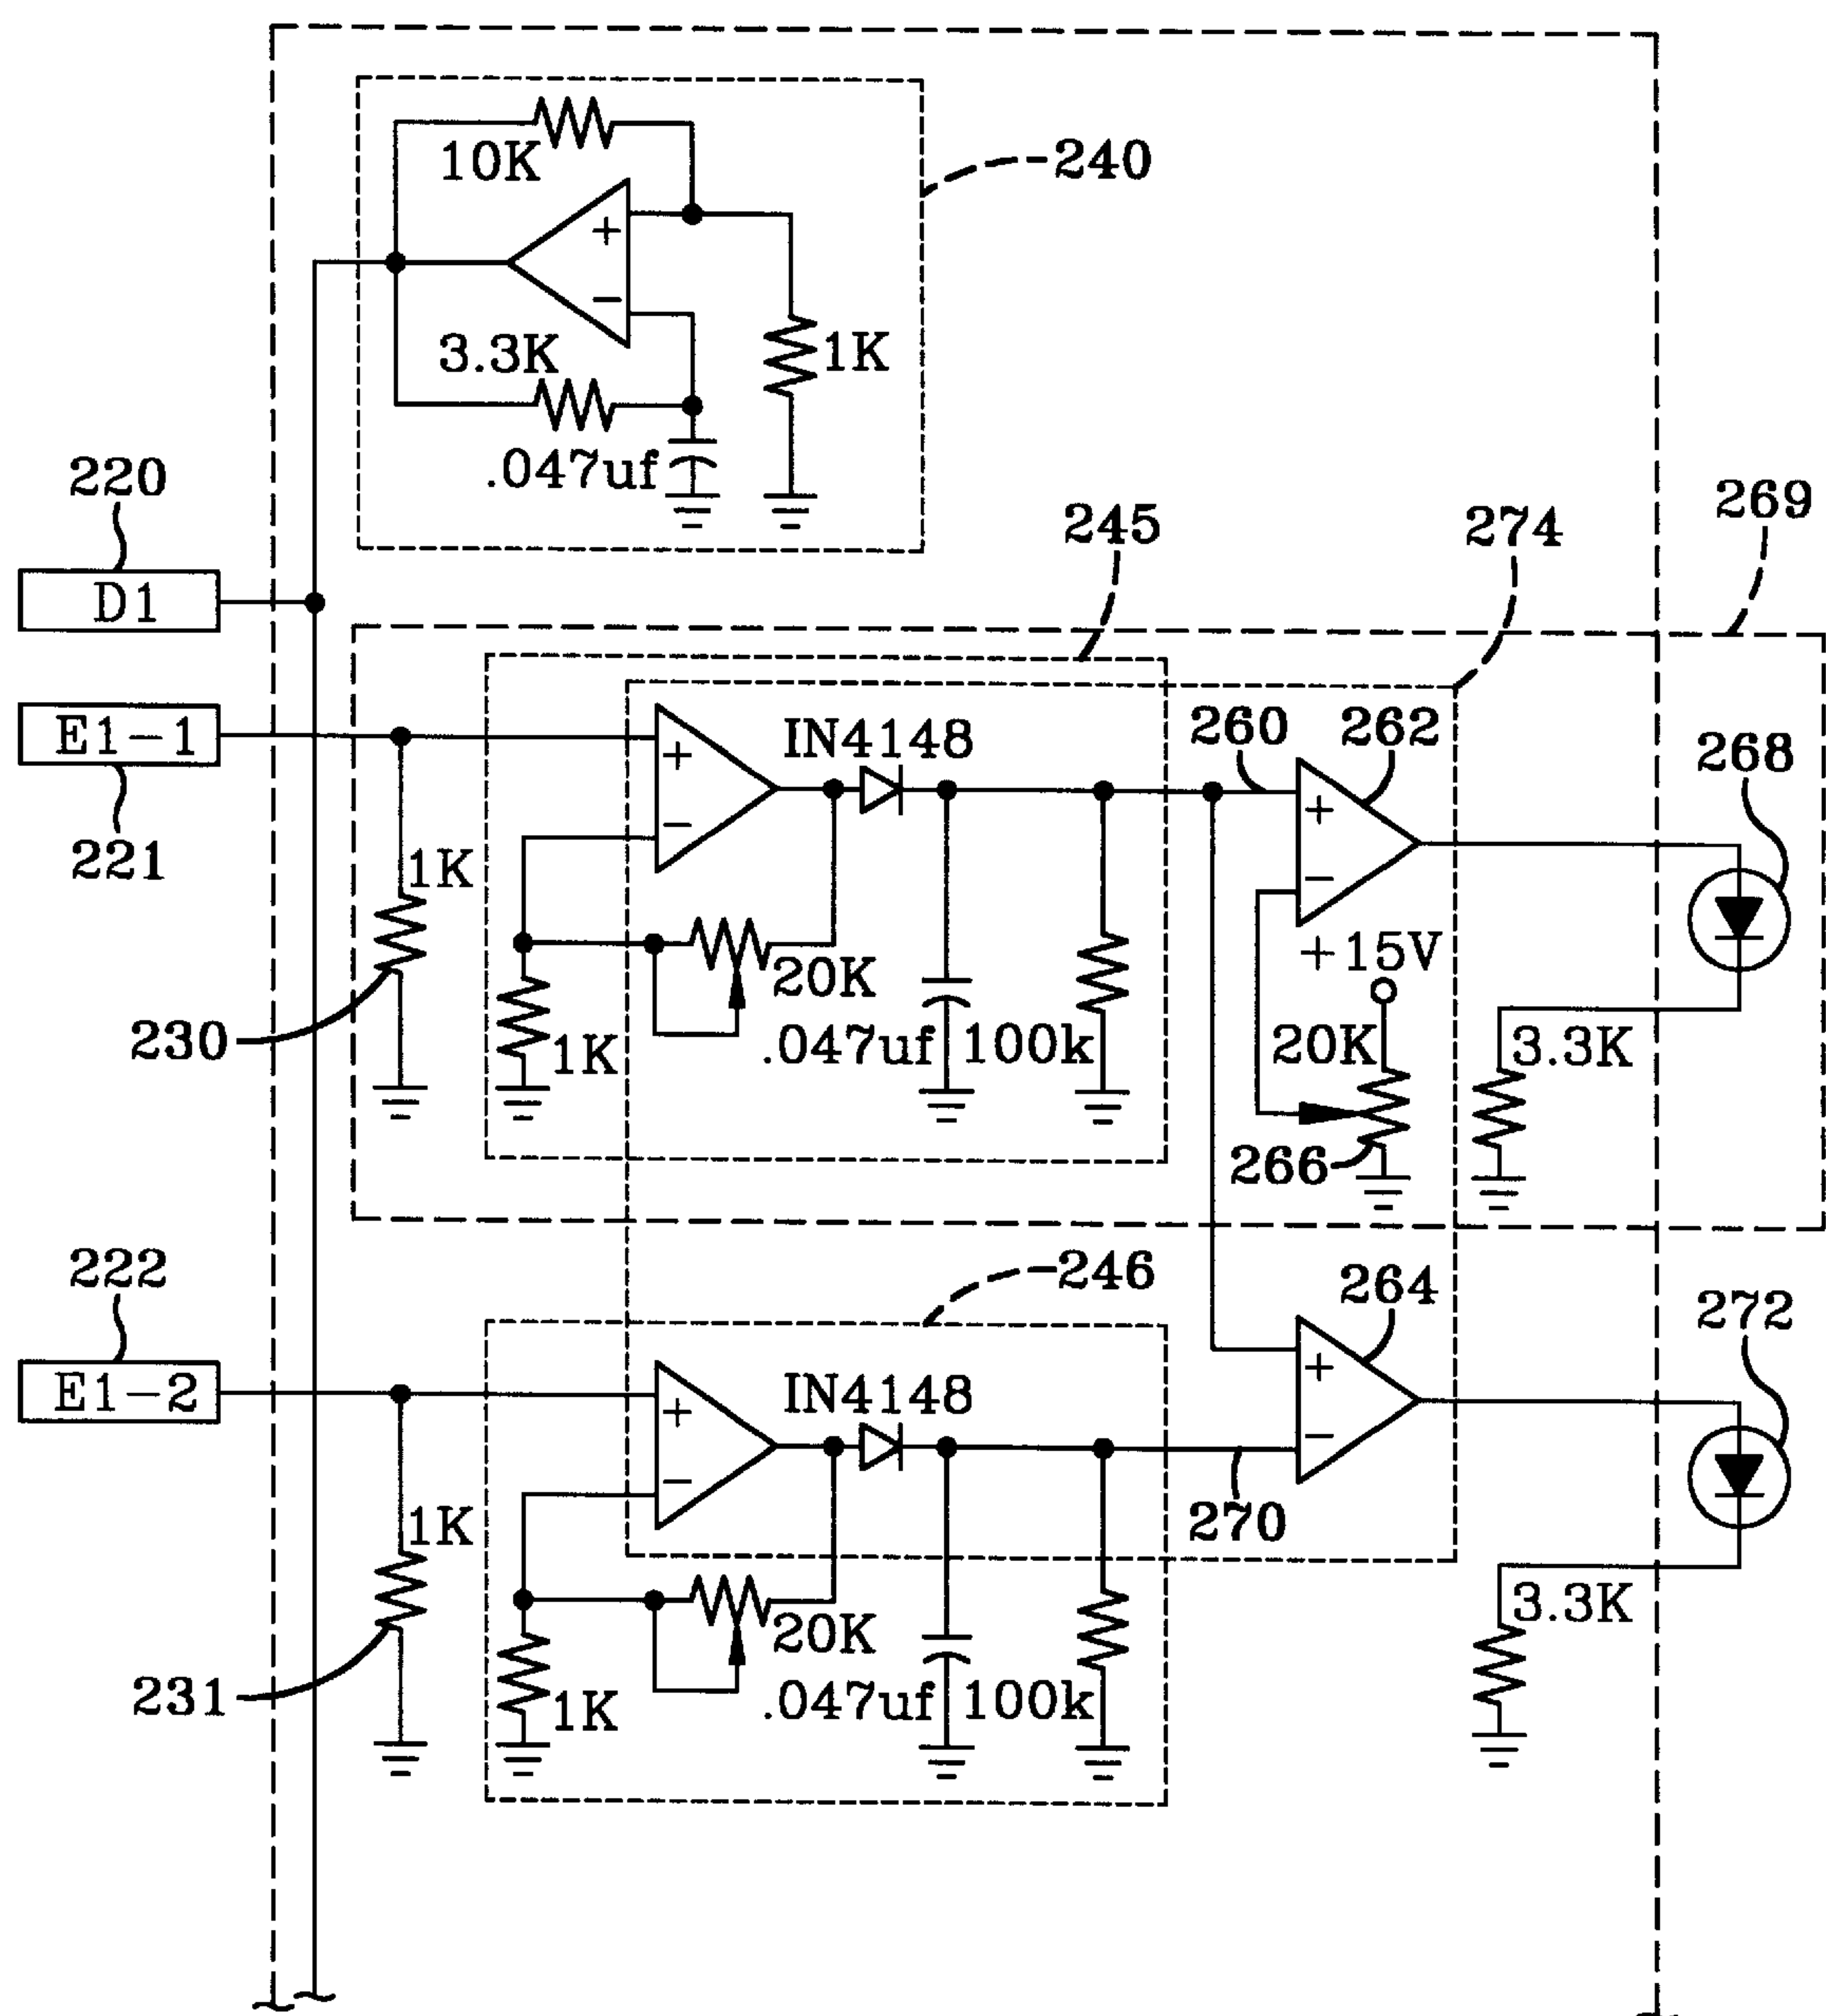 10K
240
+
−
3.3K
1K
.047uf
220
D1
245
274
269
E1-1
221
IN4148
260
262
268
+
−
+
−
1K
+15V
20K
20K
230
1K
.047uf
100k
3.3K
266
222
246
264
272
E1-2
IN4148
+
−
+
−
1K
270
20K
3.3K
231
1K
.047uf
100k